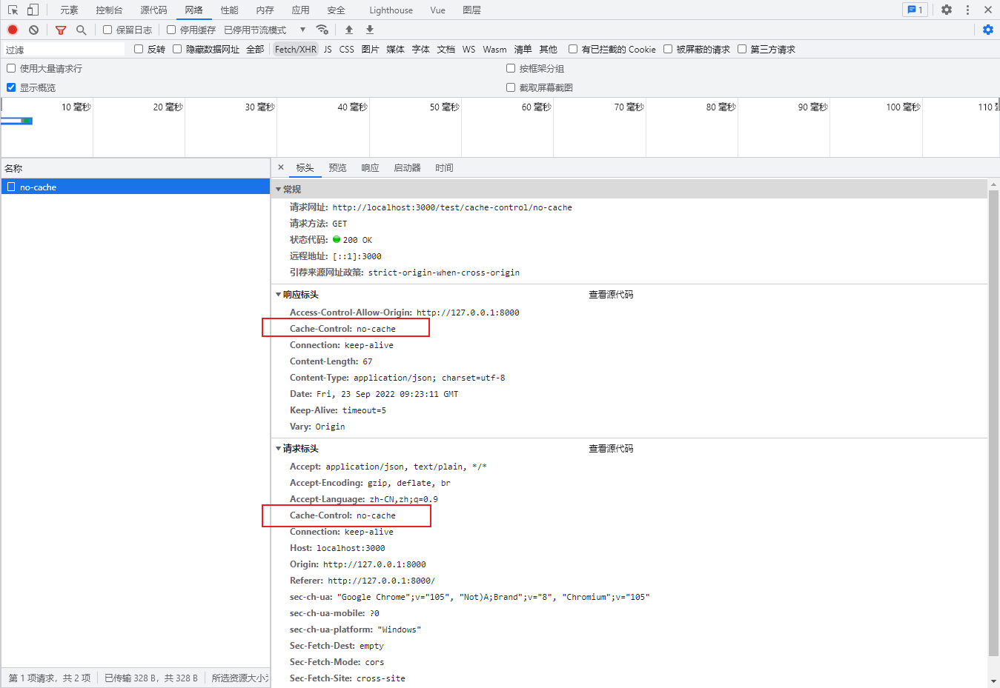 元素 控制台 源代码 网络 性能 内存 应用 安全 Lighthouse Vue 图层 1
保留日志 停用缓存 已停用节流模式
过滤 反转 隐藏数据网址 全部 Fetch/XHR JS CSS 图片 媒体 字体 文档 WS Wasm 清单 其他 有已拦截的 Cookie 被屏蔽的请求 第三方请求
使用大量请求行 按框架分组
显示概览 截取屏幕截图
10 毫秒 20 毫秒 30 毫秒 40 毫秒 50 毫秒 60 毫秒 70 毫秒 80 毫秒 90 毫秒 100 毫秒 110
名称
no-cache
× 标头 预览 响应 启动器 时间
常规
请求网址: http://localhost:3000/test/cache-control/no-cache
请求方法: GET
状态代码: 200 OK
远程地址: [::1]:3000
引荐来源网址政策: strict-origin-when-cross-origin
响应标头 查看源代码
Access-Control-Allow-Origin: http://127.0.0.1:8000
Cache-Control: no-cache
Connection: keep-alive
Content-Length: 67
Content-Type: application/json; charset=utf-8
Date: Fri, 23 Sep 2022 09:23:11 GMT
Keep-Alive: timeout=5
Vary: Origin
请求标头 查看源代码
Accept: application/json, text/plain, */*
Accept-Encoding: gzip, deflate, br
Accept-Language: zh-CN,zh;q=0.9
Cache-Control: no-cache
Connection: keep-alive
Host: localhost:3000
Origin: http://127.0.0.1:8000
Referer: http://127.0.0.1:8000/
sec-ch-ua: "Google Chrome";v="105", "Not)A;Brand";v="8", "Chromium";v="105"
sec-ch-ua-mobile: ?0
sec-ch-ua-platform: "Windows"
Sec-Fetch-Dest: empty
Sec-Fetch-Mode: cors
Sec-Fetch-Site: cross-site
第 1 项请求，共 2 项 已传输 328 B，共 328 B 所选资源大小